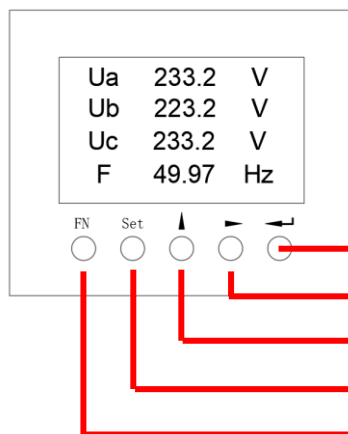 Ua 233.2 V
Ub 223.2 V
Uc 233.2 V
F 49.97 Hz
FN Set